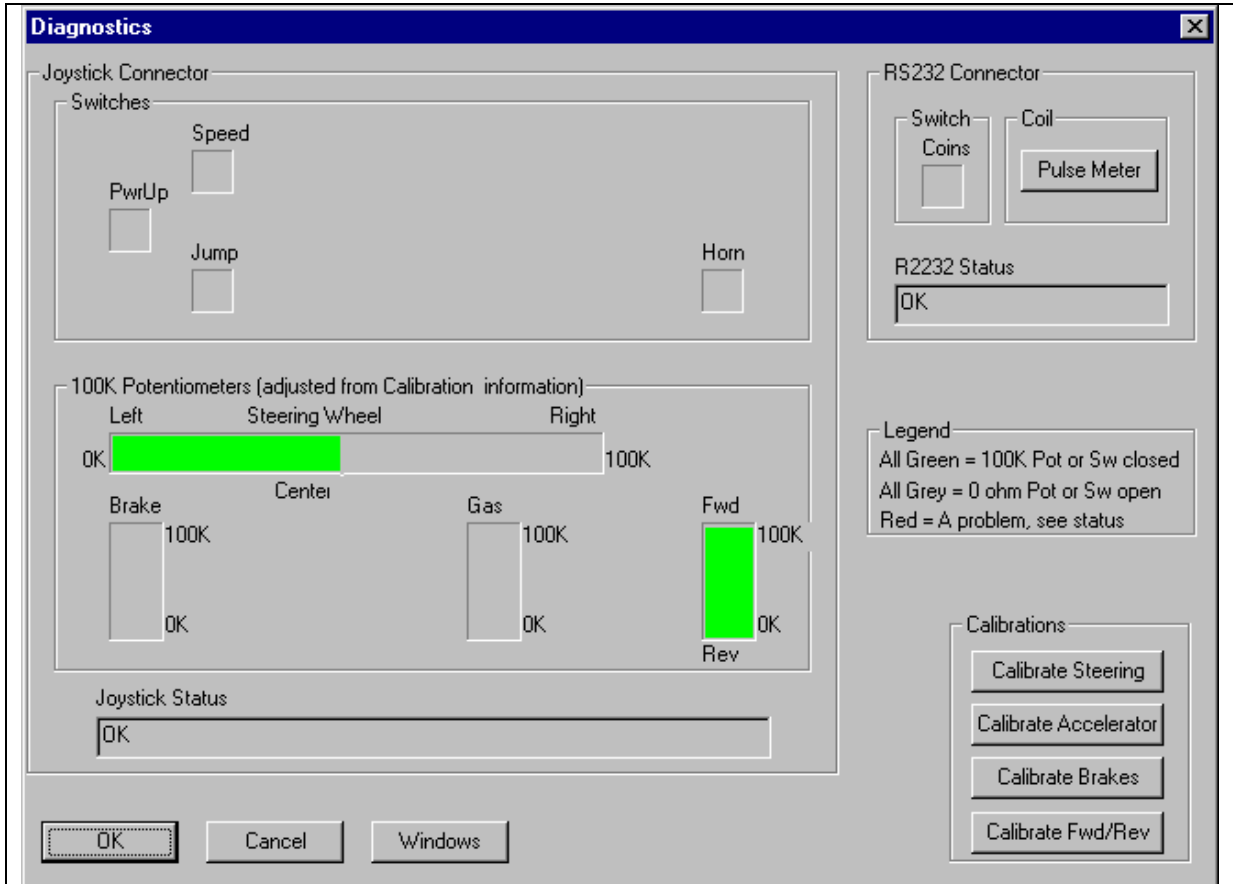 Diagnostics
Joystick Connector
Switches
Speed
PwrUp
Jump
Horn
100K Potentiometers (adjusted from Calibration information)
Left Steering Wheel Right
0K 100K
Center
Brake Gas Fwd
100K 100K 100K
0K 0K 0K
Rev
Joystick Status
OK
RS232 Connector
Switch Coil
Coins
Pulse Meter
R2232 Status
OK
Legend
All Green = 100K Pot or Sw closed
All Grey = 0 ohm Pot or Sw open
Red = A problem, see status
Calibrations
Calibrate Steering
Calibrate Accelerator
Calibrate Brakes
Calibrate Fwd/Rev
OK Cancel Windows